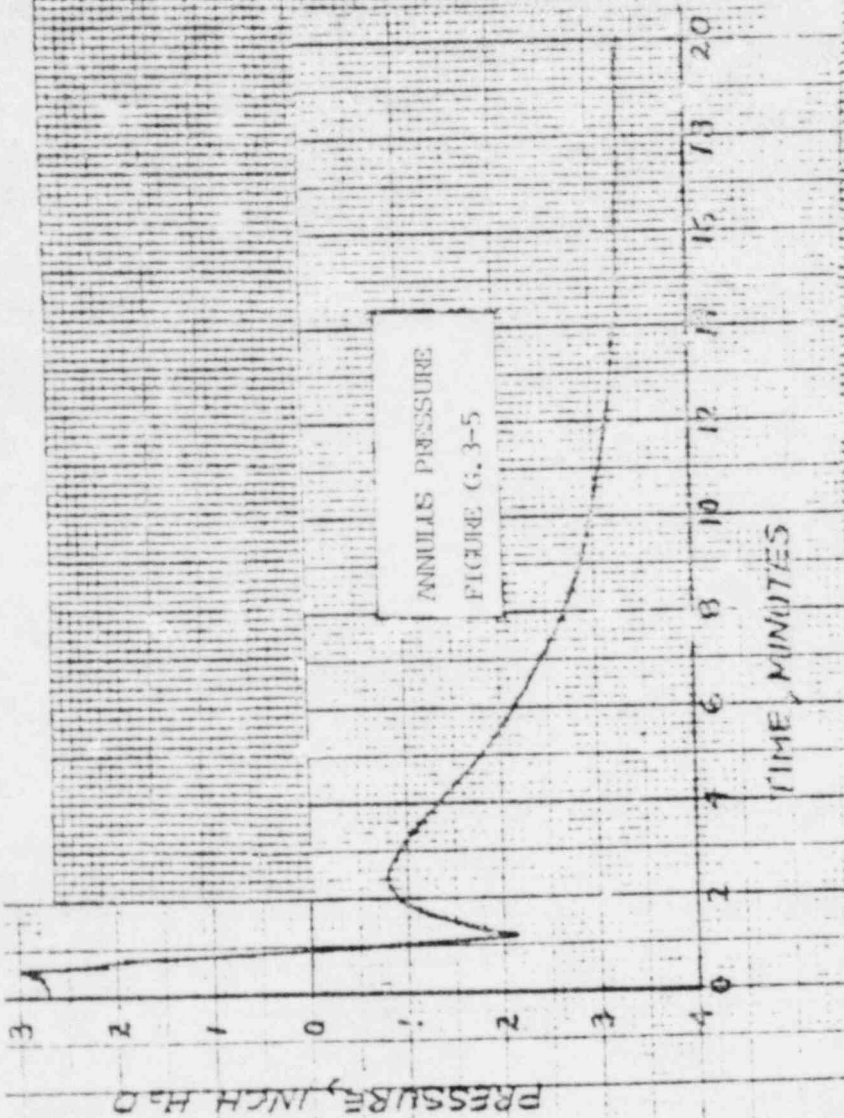 PRESSURE, INCH H2O
3
2
1
0
1
2
3
4
ANNULUS PRESSURE
FIGURE G.3-5
0 2 4 6 8 10 12 14 16 18 20
TIME, MINUTES